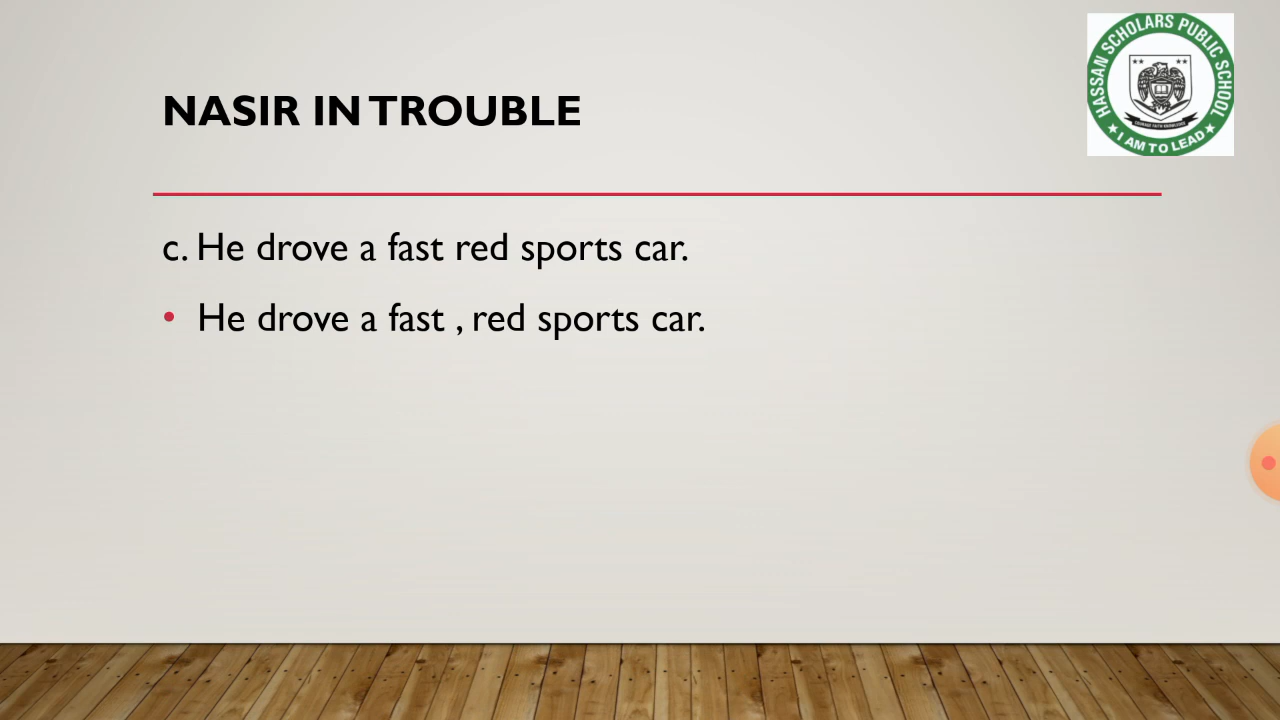 HASSAN SCHOLARS PUBLIC SCHOOL
I AM TO LEAD
NASIR IN TROUBLE
c. He drove a fast red sports car.
• He drove a fast , red sports car.